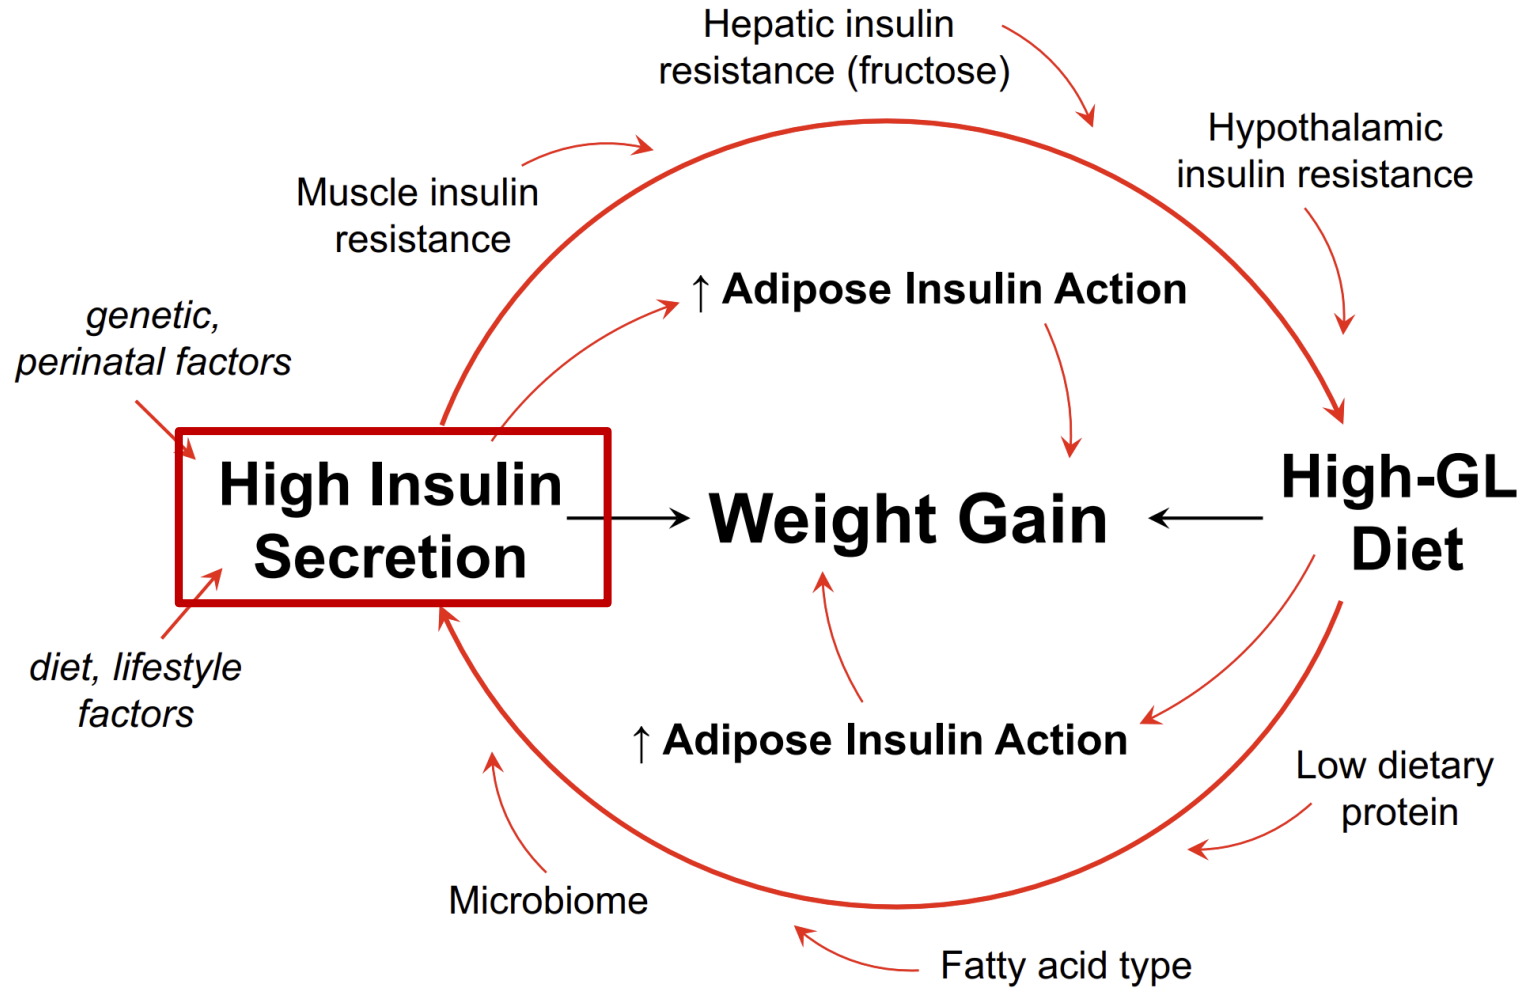 Hepatic insulin
resistance (fructose)
Hypothalamic
insulin resistance
Muscle insulin
resistance
↑ Adipose Insulin Action
genetic,
perinatal factors
High Insulin
Secretion
Weight Gain
High-GL
Diet
diet, lifestyle
factors
↑ Adipose Insulin Action
Low dietary
protein
Microbiome
Fatty acid type